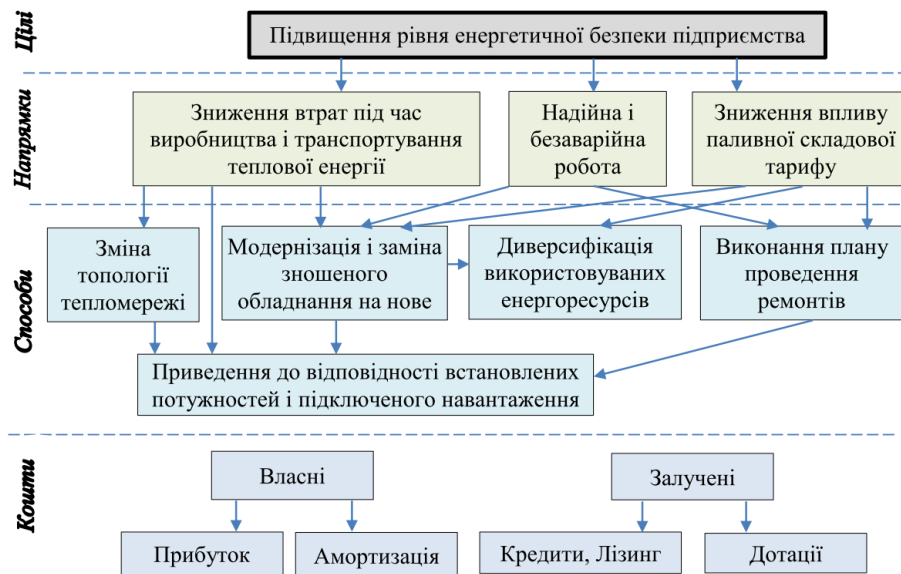 Цілі
Підвищення рівня енергетичної безпеки підприємства
Напрямки
Зниження втрат під час
виробництва і транспортування
теплової енергії
Надійна і
безаварійна
робота
Зниження впливу
паливної складової
тарифу
Способи
Зміна
топології
тепломережі
Модернізація і заміна
зношеного
обладнання на нове
Диверсифікація
використовуваних
енергоресурсів
Виконання плану
проведення
ремонтів
Приведення до відповідності встановлених
потужностей і підключеного навантаження
Кошти
Власні
Залучені
Прибуток
Амортизація
Кредити, Лізинг
Дотації